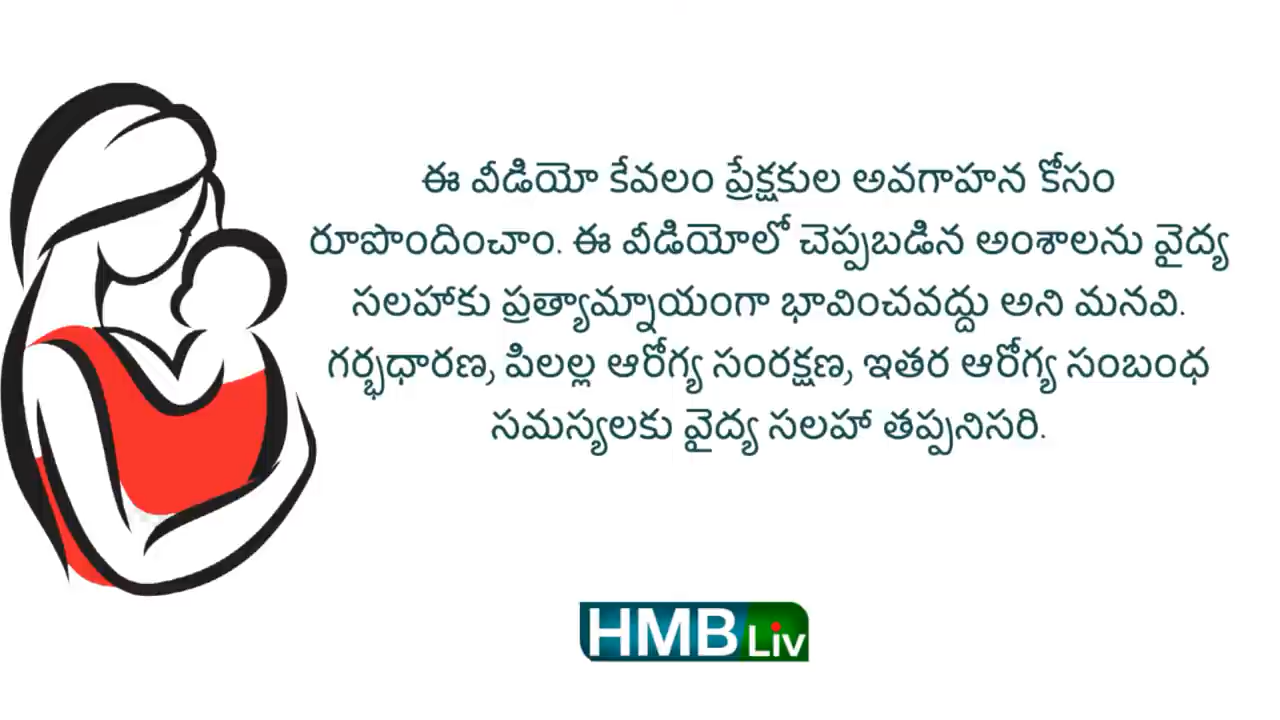 ఈ వీడియో కేవలం ప్రేక్షకుల అవగాహన కోసం
రూపొందించాం. ఈ వీడియోలో చెప్పబడిన అంశాలను వైద్య
సలహాకు ప్రత్యామ్నాయంగా భావించవద్దు అని మనవి.
గర్భధారణ, పిలల్ల ఆరోగ్య సంరక్షణ, ఇతర ఆరోగ్య సంబంధ
సమస్యలకు వైద్య సలహా తప్పనిసరి.
HMB Liv